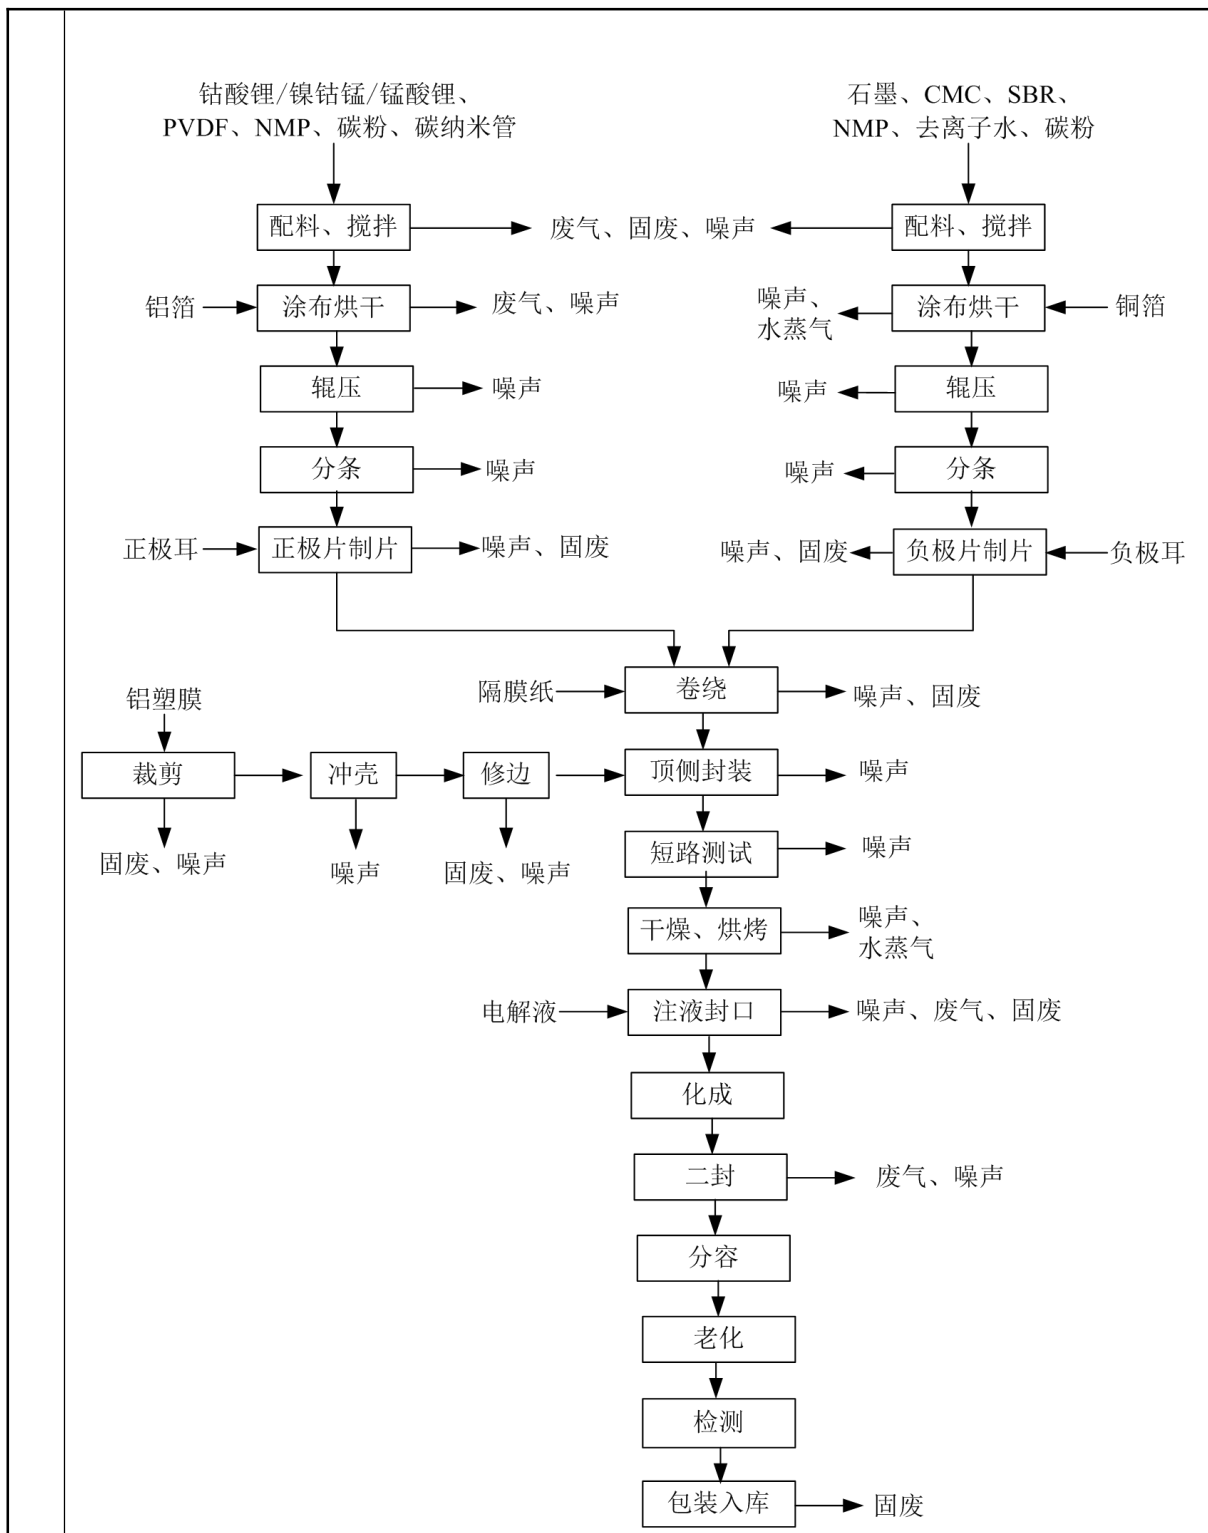 钴酸锂/镍钴锰/锰酸锂、
PVDF、NMP、碳粉、碳纳米管
石墨、CMC、SBR、
NMP、去离子水、碳粉
配料、搅拌
废气、固废、噪声
配料、搅拌
铝箔
涂布烘干
废气、噪声
噪声、
水蒸气
涂布烘干
铜箔
辊压
噪声
噪声
辊压
分条
噪声
噪声
分条
正极耳
正极片制片
噪声、固废
噪声、固废
负极片制片
负极耳
隔膜纸
卷绕
噪声、固废
铝塑膜
裁剪
冲壳
修边
顶侧封装
噪声
固废、噪声
噪声
固废、噪声
短路测试
噪声
干燥、烘烤
噪声、
水蒸气
电解液
注液封口
噪声、废气、固废
化成
二封
废气、噪声
分容
老化
检测
包装入库
固废